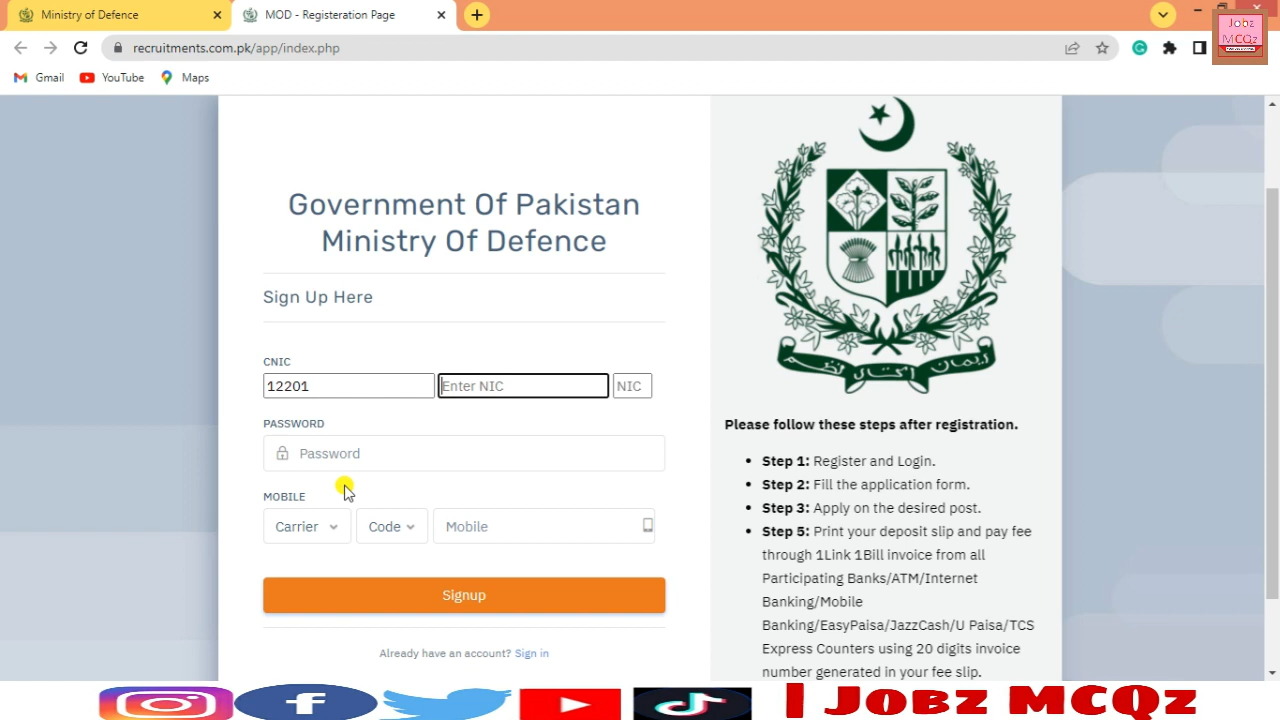 Ministry of Defence
MOD - Registeration Page
Jobz
MCQz
recruitments.com.pk/app/index.php
Gmail
YouTube
Maps
Government Of Pakistan
Ministry Of Defence
Sign Up Here
CNIC
12201
Enter NIC
NIC
PASSWORD
Password
MOBILE
Carrier
Code
Mobile
Signup
Already have an account? Sign in
Please follow these steps after registration.
• Step 1: Register and Login.
• Step 2: Fill the application form.
• Step 3: Apply on the desired post.
• Step 5: Print your deposit slip and pay fee
through 1Link 1Bill invoice from all
Participating Banks/ATM/Internet
Banking/Mobile
Banking/EasyPaisa/JazzCash/U Paisa/TCS
Express Counters using 20 digits invoice
number generated in your fee slip.
| Jobz MCQz